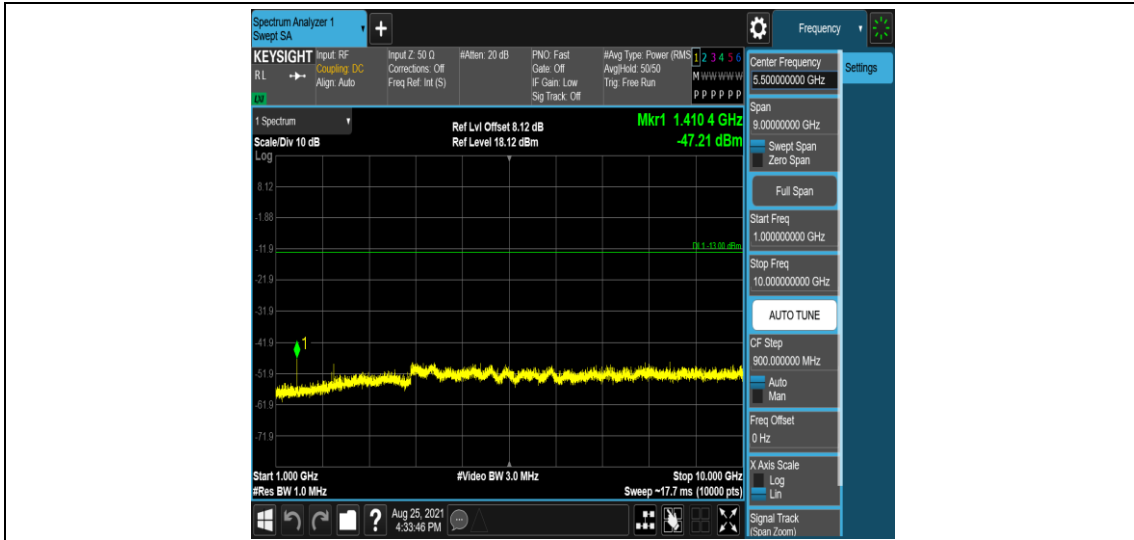 Spectrum Analyzer 1
Swept SA
+
Frequency
KEYSIGHT
RL
Input: RF
Coupling: DC
Align: Auto
Input Z: 50 Ω
Corrections: Off
Freq Ref: Int (S)
#Atten: 20 dB
PNO: Fast
Gate: Off
IF Gain: Low
Sig Track: Off
#Avg Type: Power (RMS
Avg|Hold: 50/50
Trig: Free Run
1 2 3 4 5 6
M W W W W W
P P P P P P
1 Spectrum
Scale/Div 10 dB
Log
Ref Lvl Offset 8.12 dB
Ref Level 18.12 dBm
Mkr1 1.410 4 GHz
-47.21 dBm
8.12
-1.88
-11.9
-21.9
-31.9
-41.9
-51.9
-61.9
-71.9
DL1 -13.00 dBm
1
Start 1.000 GHz
#Res BW 1.0 MHz
#Video BW 3.0 MHz
Stop 10.000 GHz
Sweep ~17.7 ms (10000 pts)
Center Frequency
5.500000000 GHz
Settings
Span
9.00000000 GHz
Swept Span
Zero Span
Full Span
Start Freq
1.000000000 GHz
Stop Freq
10.000000000 GHz
AUTO TUNE
CF Step
900.000000 MHz
Auto
Man
Freq Offset
0 Hz
X Axis Scale
Log
Lin
Signal Track
(Span Zoom)
?
Aug 25, 2021
4:33:46 PM